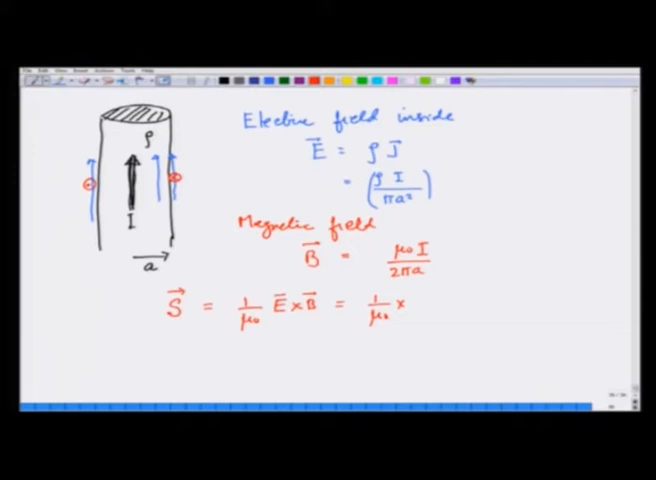 Electric field inside
ρ
E⃗ = ρ J⃗
= (ρ I / πa²)
I
Magnetic field
B⃗ = μ₀ I / 2πa
a
S⃗ = 1/μ₀ E⃗ × B⃗ = 1/μ₀ ×